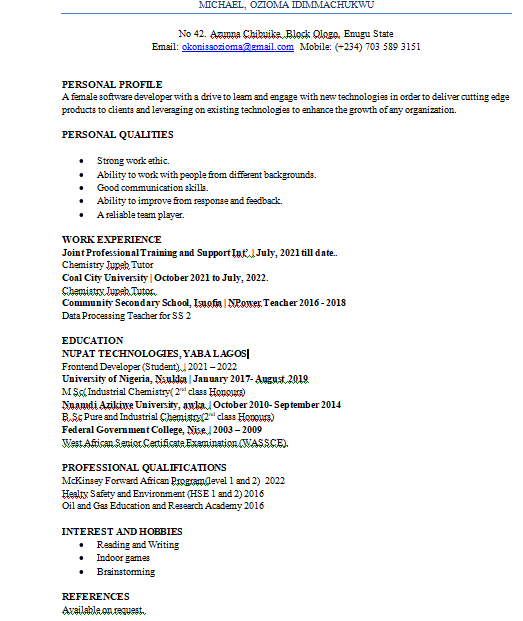 MICHAEL, OZIOMA IDIMMACHUKWU
No 42. Azunna Chibuike, Block Ologo, Enugu State
Email: okonisaozioma@gmail.com Mobile: (+234) 703 589 3151
PERSONAL PROFILE
A female software developer with a drive to learn and engage with new technologies in order to deliver cutting edge
products to clients and leveraging on existing technologies to enhance the growth of any organization.
PERSONAL QUALITIES
• Strong work ethic.
• Ability to work with people from different backgrounds.
• Good communication skills.
• Ability to improve from response and feedback.
• A reliable team player.
WORK EXPERIENCE
Joint Professional Training and Support Int'. | July, 2021 till date..
Chemistry Jupeb Tutor
Coal City University | October 2021 to July, 2022.
Chemistry Jupeb Tutor.
Community Secondary School, Isuofia | NPower Teacher 2016 - 2018
Data Processing Teacher for SS 2
EDUCATION
NUPAT TECHNOLOGIES, YABA LAGOS
Frontend Developer (Student). | 2021 – 2022
University of Nigeria, Nsukka | January 2017- August 2019
M Sc( Industrial Chemistry( 2nd class Honours)
Nnamdi Azikiwe University, awka. | October 2010- September 2014
B.Sc Pure and Industrial Chemistry(2nd class Honours)
Federal Government College, Nise. | 2003 – 2009
West African Senior Certificate Examination (WASSCE).
PROFESSIONAL QUALIFICATIONS
McKinsey Forward African Program(level 1 and 2) 2022
Healty Safety and Environment (HSE 1 and 2) 2016
Oil and Gas Education and Research Academy 2016
INTEREST AND HOBBIES
• Reading and Writing
• Indoor games
• Brainstorming
REFERENCES
Available on request.